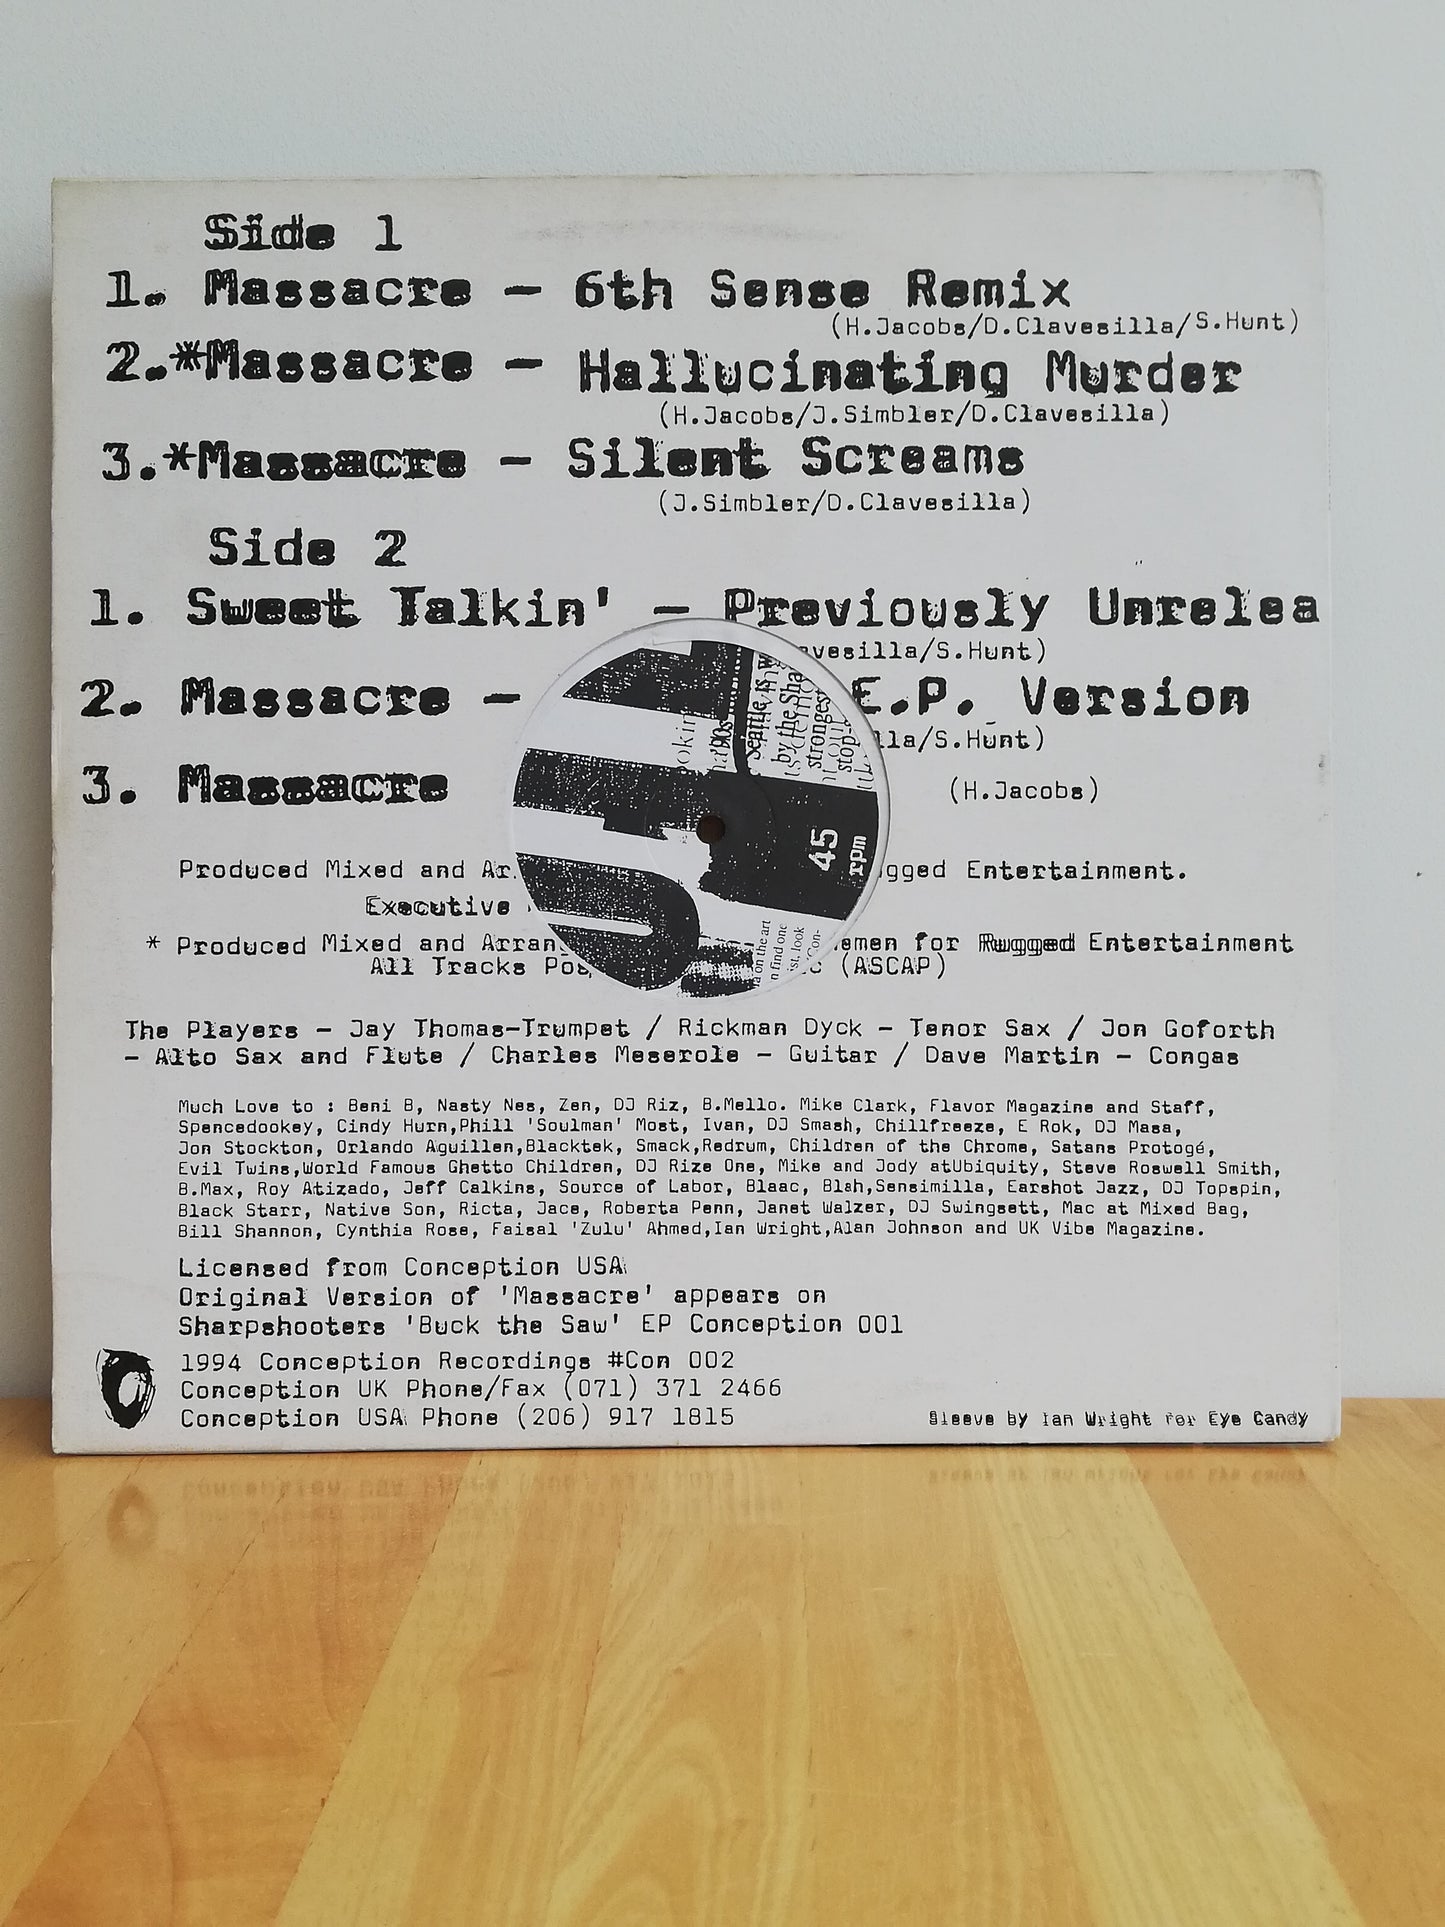 Side 1
1. Massacre - 6th Sense Remix
(H.Jacobs/D.Clavesilla/S.Hunt)
2.*Massacre - Hallucinating Murder
(H.Jacobs/J.Simbler/D.Clavesilla)
3.*Massacre - Silent Screams
(J.Simbler/D.Clavesilla)
Side 2
1. Sweet Talkin' - Previously Unrelea
avesilla/S.Hunt)
2. Massacre - E.P. Version
lla/S.Hunt)
3. Massacre (H.Jacobs)
45
rpm
Produced Mixed and Ar gged Entertainment.
Executive
* Produced Mixed and Arran emen for Rugged Entertainment
All Tracks Pos (ASCAP)
The Players - Jay Thomas-Trumpet / Rickman Dyck - Tenor Sax / Jon Goforth
- Alto Sax and Flute / Charles Meserole - Guitar / Dave Martin - Congas
Much Love to : Beni B, Nasty Nes, Zen, DJ Riz, B.Mello. Mike Clark, Flavor Magazine and Staff,
Spencedookey, Cindy Hurn,Phill 'Soulman' Most, Ivan, DJ Smash, Chillfreeze, E Rok, DJ Masa,
Jon Stockton, Orlando Aguillen,Blacktek, Smack,Redrum, Children of the Chrome, Satans Protogé,
Evil Twins,World Famous Ghetto Children, DJ Rize One, Mike and Jody atUbiquity, Steve Roswell Smith,
B.Max, Roy Atizado, Jeff Calkins, Source of Labor, Blaac, Blah,Sensimilla, Earshot Jazz, DJ Topspin,
Black Starr, Native Son, Ricta, Jace, Roberta Penn, Janet Walzer, DJ Swingsett, Mac at Mixed Bag,
Bill Shannon, Cynthia Rose, Faisal 'Zulu' Ahmed,Ian Wright,Alan Johnson and UK Vibe Magazine.
Licensed from Conception USA
Original Version of 'Massacre' appears on
Sharpshooters 'Buck the Saw' EP Conception 001
1994 Conception Recordings #Con 002
Conception UK Phone/Fax (071) 371 2466
Conception USA Phone (206) 917 1815
Sleeve by Ian Wright for Eye Candy